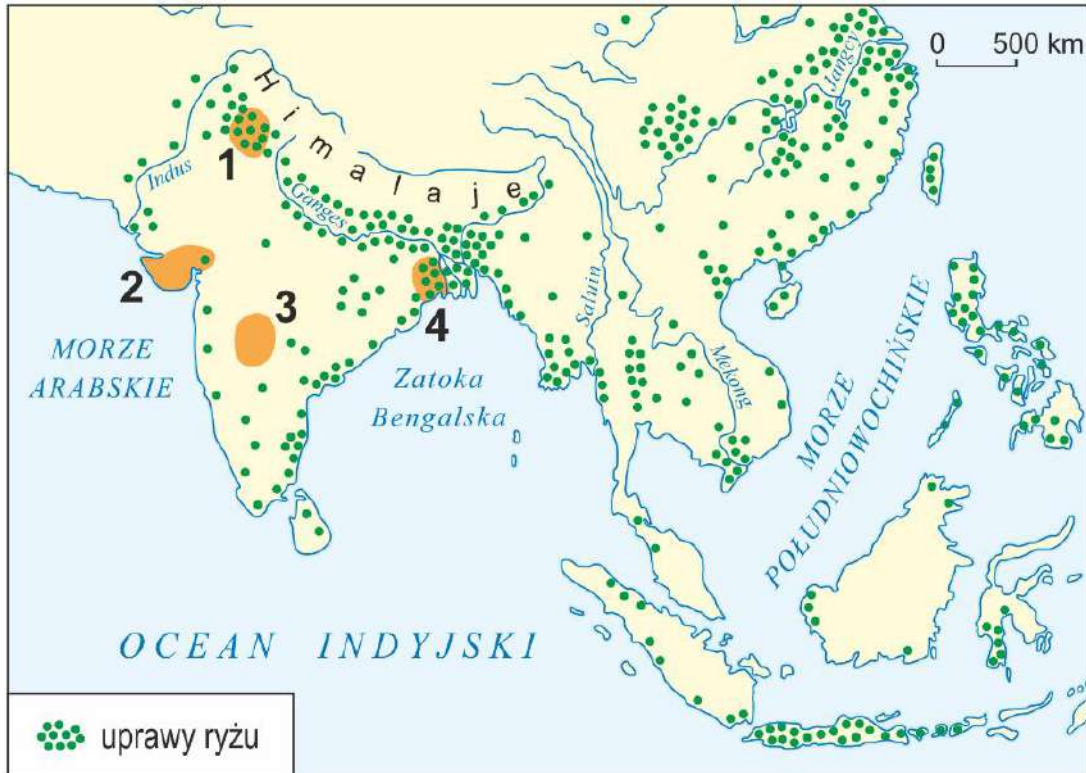 0 500 km
Jangcy
Himalaje
Indus
1
Ganges
2
3
4
Saluin
MORZE
ARABSKIE
Zatoka
Bengalska
Mekong
MORZE
POŁUDNIOWOCHIŃSKIE
OCEAN INDYJSKI
uprawy ryżu